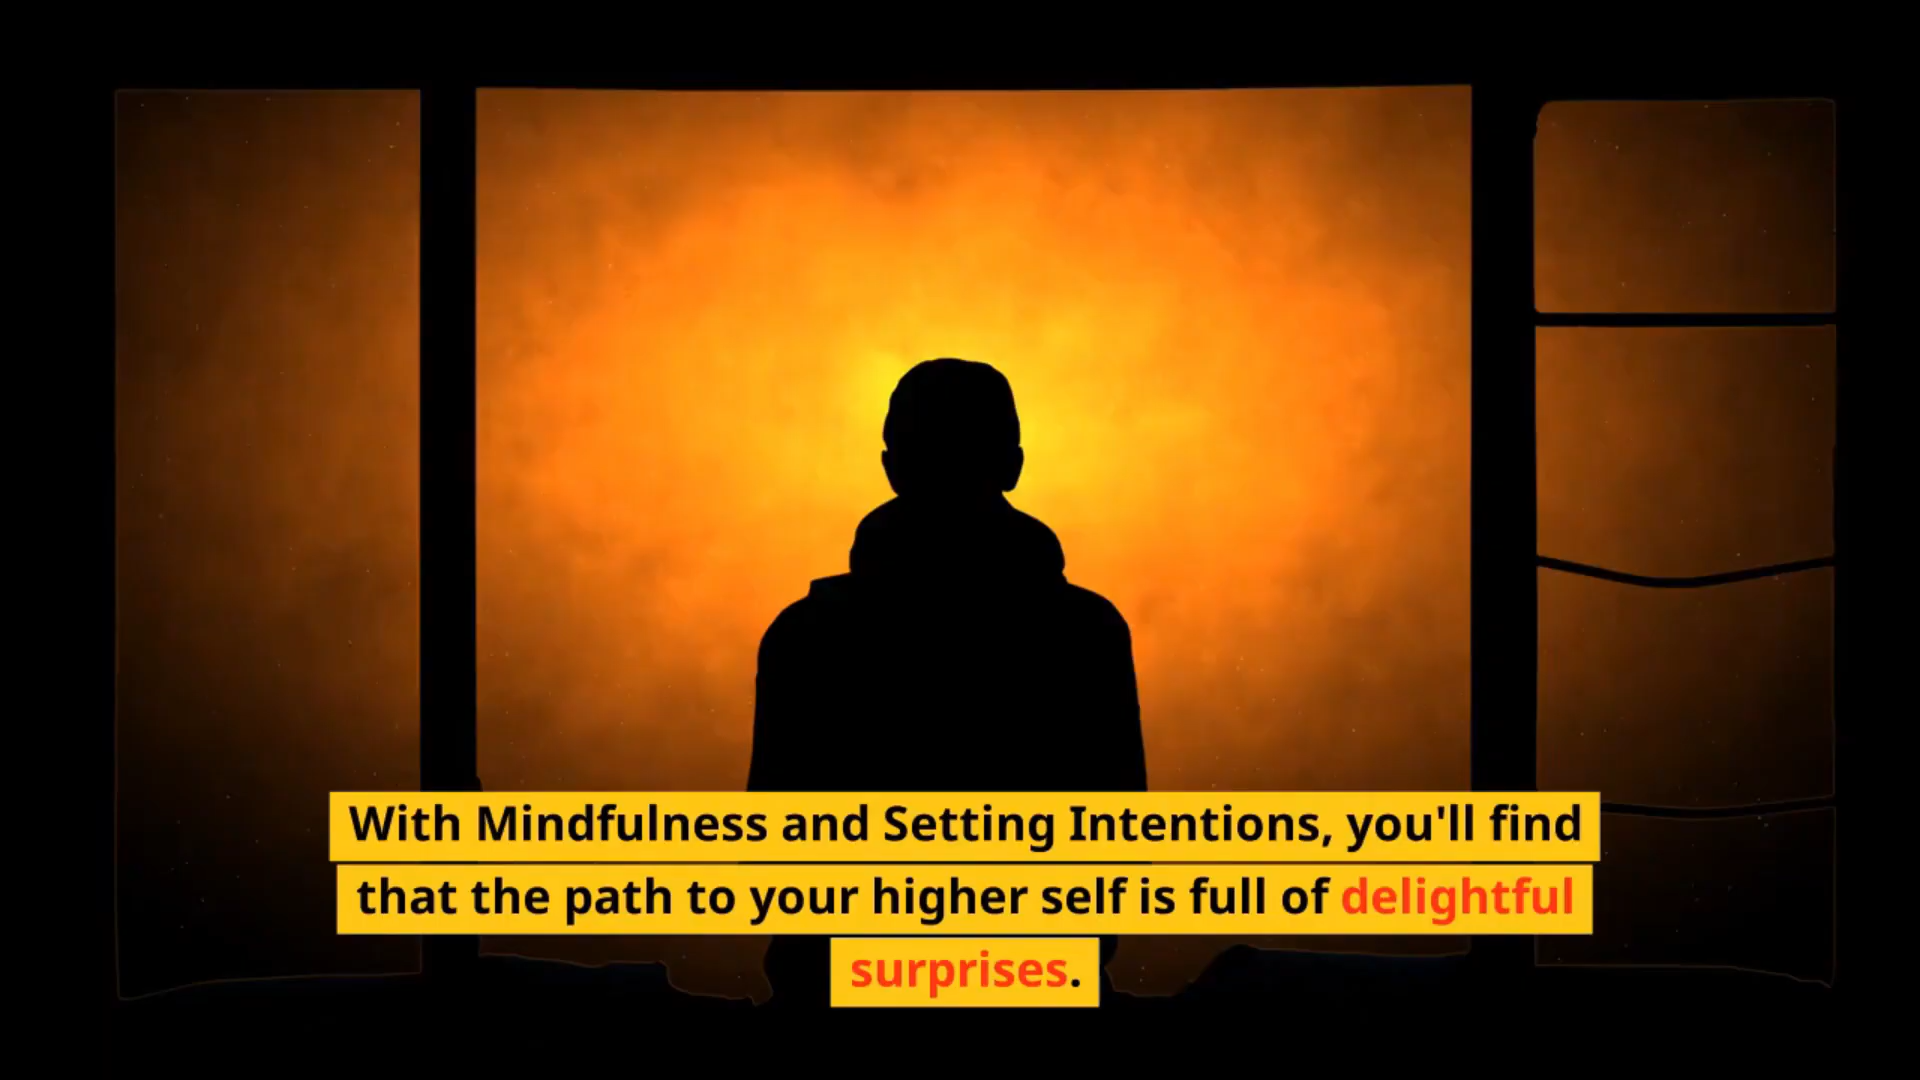 With Mindfulness and Setting Intentions, you'll find
that the path to your higher self is full of delightful
surprises.